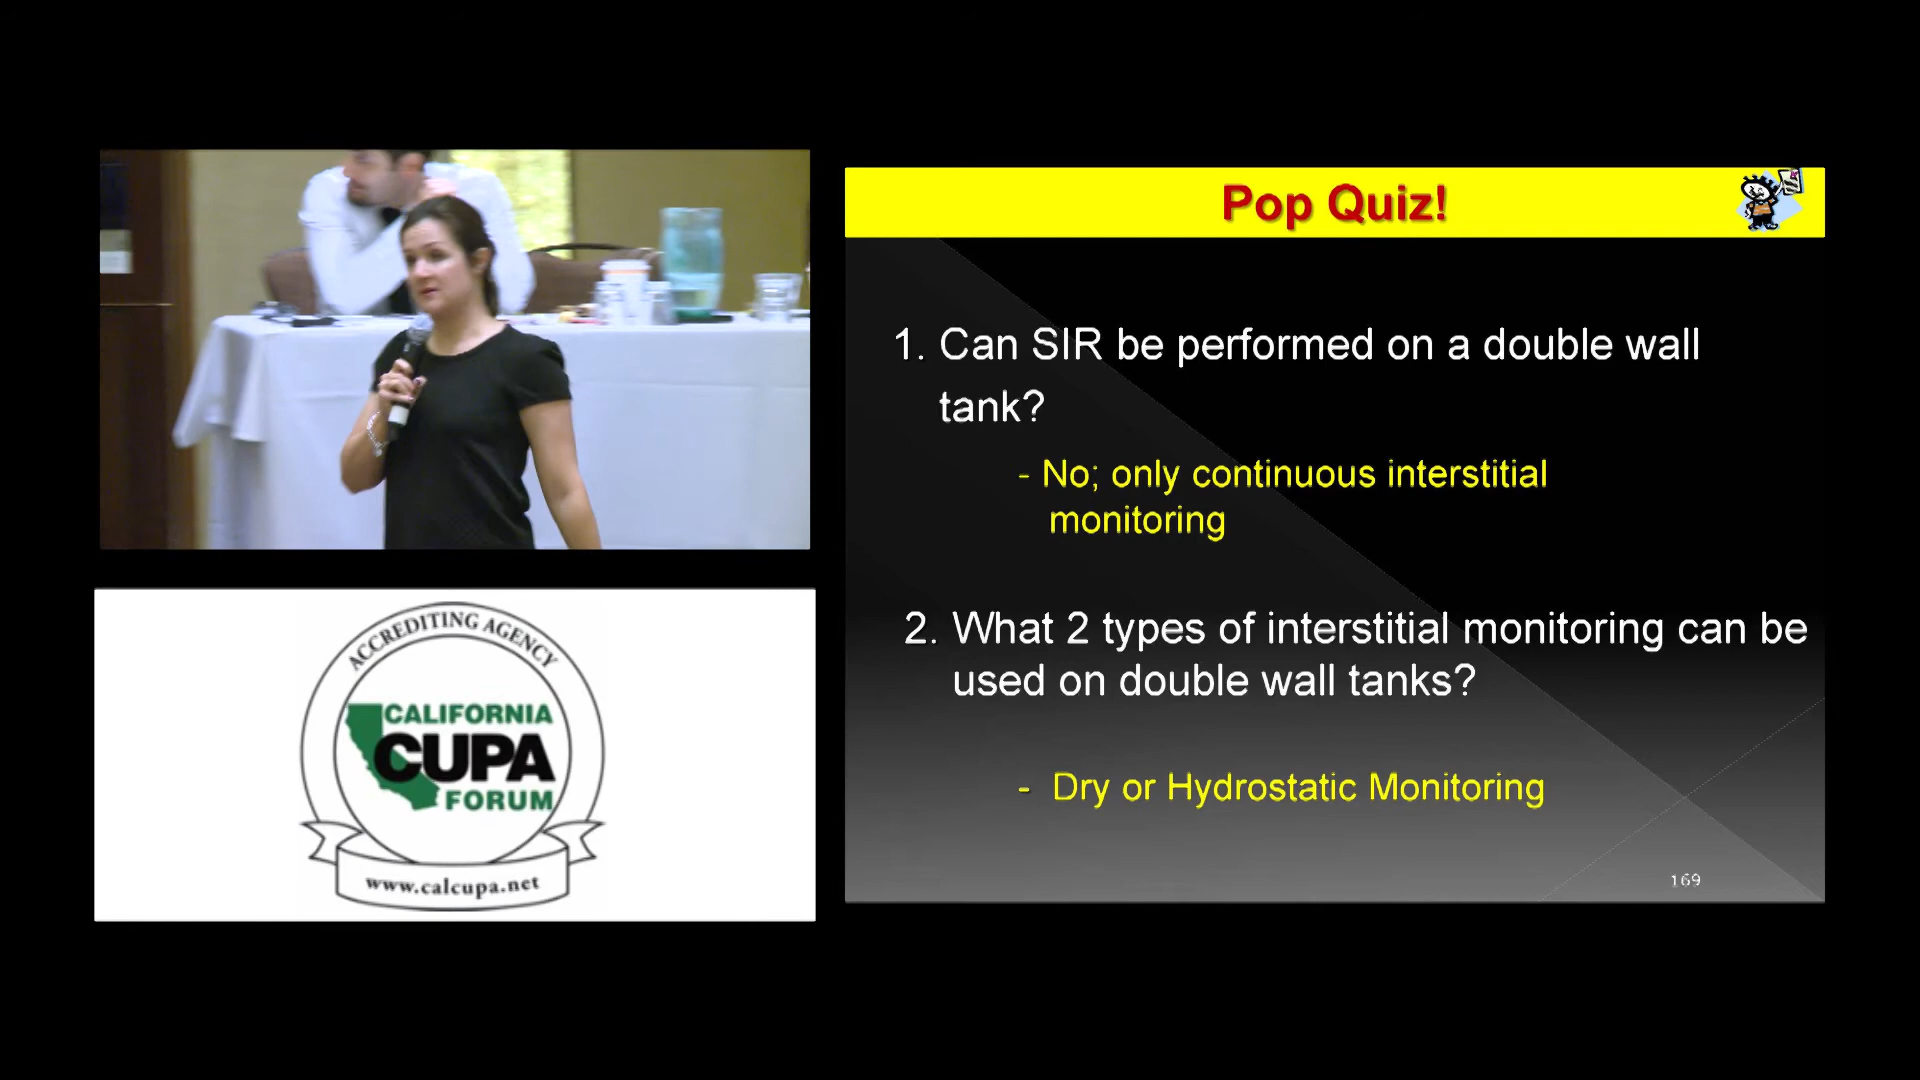 Pop Quiz!
1. Can SIR be performed on a double wall
tank?
- No; only continuous interstitial
monitoring
2. What 2 types of interstitial monitoring can be
used on double wall tanks?
- Dry or Hydrostatic Monitoring
169
ACCREDITING AGENCY
CALIFORNIA
CUPA
FORUM
www.calcupa.net